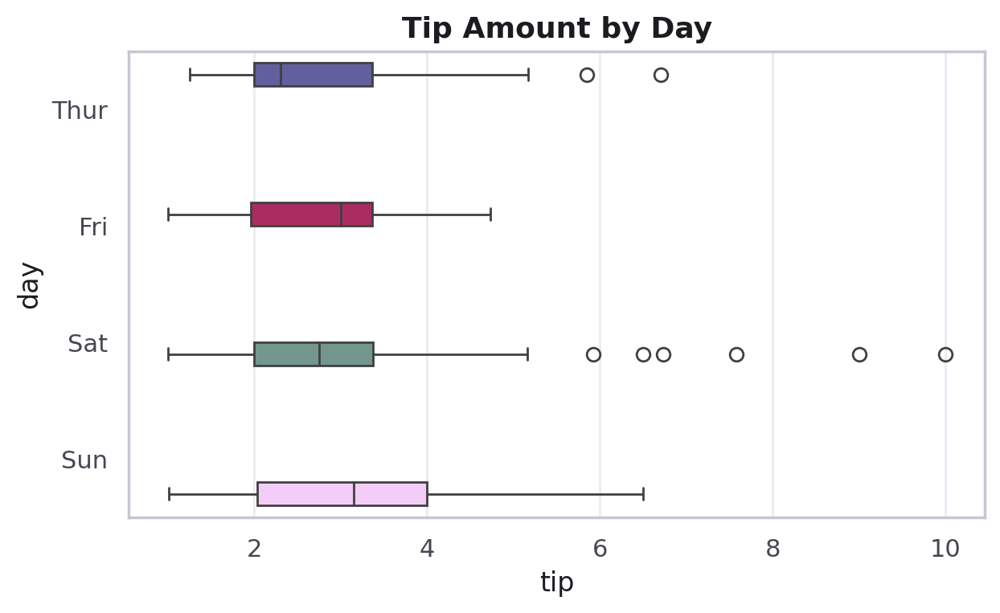 Tip Amount by Day
Thur
Fri
Sat
Sun
day
2 4 6 8 10
tip